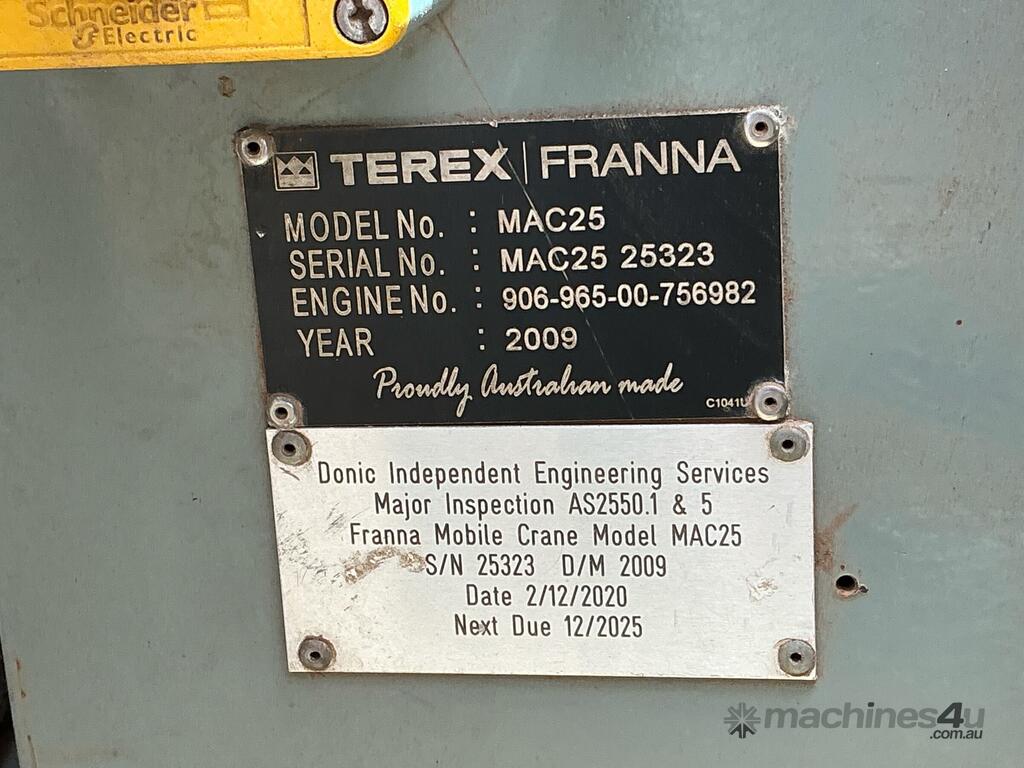 Schneider
Electric
TEREX | FRANNA
MODEL No. : MAC25
SERIAL No. : MAC25 25323
ENGINE No. : 906-965-00-756982
YEAR : 2009
Proudly Australian made
C1041U
Donic Independent Engineering Services
Major Inspection AS2550.1 & 5
Franna Mobile Crane Model MAC25
S/N 25323 D/M 2009
Date 2/12/2020
Next Due 12/2025
machines4u
.com.au